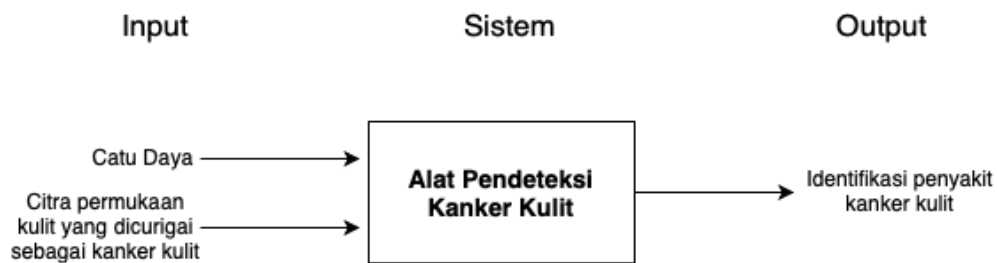 Input
Sistem
Output
Catu Daya
Citra permukaan
kulit yang dicurigai
sebagai kanker kulit
Alat Pendeteksi
Kanker Kulit
Identifikasi penyakit
kanker kulit